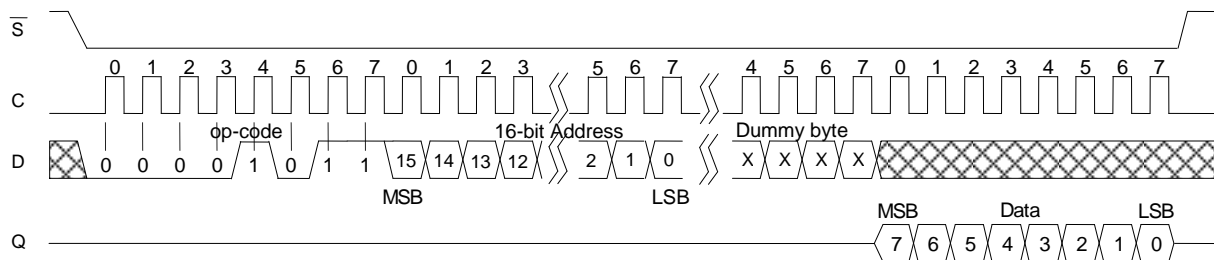 S
0 1 2 3 4 5 6 7 0 1 2 3 5 6 7 4 5 6 7 0 1 2 3 4 5 6 7
C
op-code 16-bit Address Dummy byte
D 0 0 0 0 1 0 1 1 15 14 13 12 2 1 0 X X X X
MSB LSB
MSB Data LSB
Q 7 6 5 4 3 2 1 0